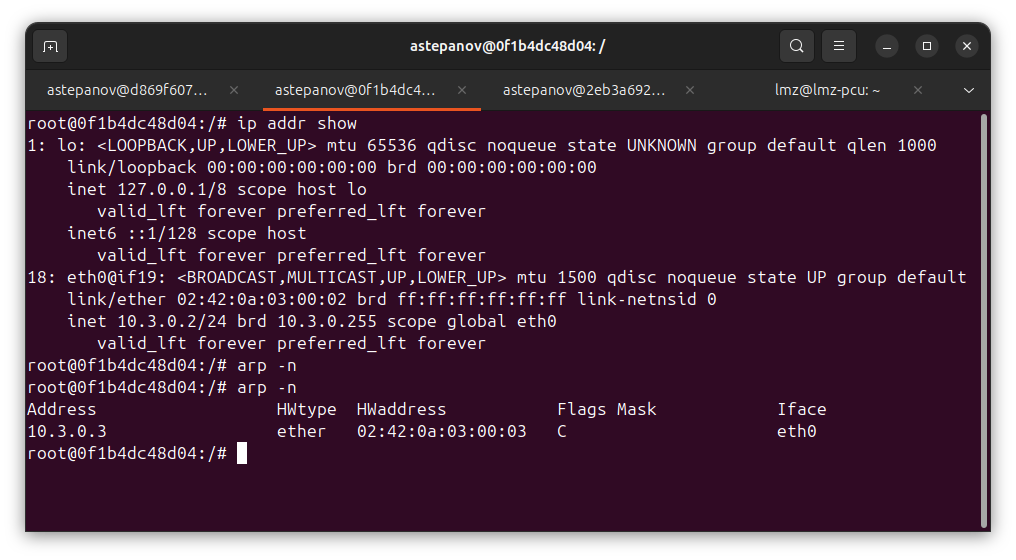 astepanov@0f1b4dc48d04: /
astepanov@d869f607... astepanov@0f1b4dc4... astepanov@2eb3a692... lmz@lmz-pcu: ~
root@0f1b4dc48d04:/# ip addr show
1: lo: <LOOPBACK,UP,LOWER_UP> mtu 65536 qdisc noqueue state UNKNOWN group default qlen 1000
    link/loopback 00:00:00:00:00:00 brd 00:00:00:00:00:00
    inet 127.0.0.1/8 scope host lo
       valid_lft forever preferred_lft forever
    inet6 ::1/128 scope host
       valid_lft forever preferred_lft forever
18: eth0@if19: <BROADCAST,MULTICAST,UP,LOWER_UP> mtu 1500 qdisc noqueue state UP group default
    link/ether 02:42:0a:03:00:02 brd ff:ff:ff:ff:ff:ff link-netnsid 0
    inet 10.3.0.2/24 brd 10.3.0.255 scope global eth0
       valid_lft forever preferred_lft forever
root@0f1b4dc48d04:/# arp -n
root@0f1b4dc48d04:/# arp -n
Address                  HWtype  HWaddress           Flags Mask            Iface
10.3.0.3                 ether   02:42:0a:03:00:03   C                     eth0
root@0f1b4dc48d04:/#